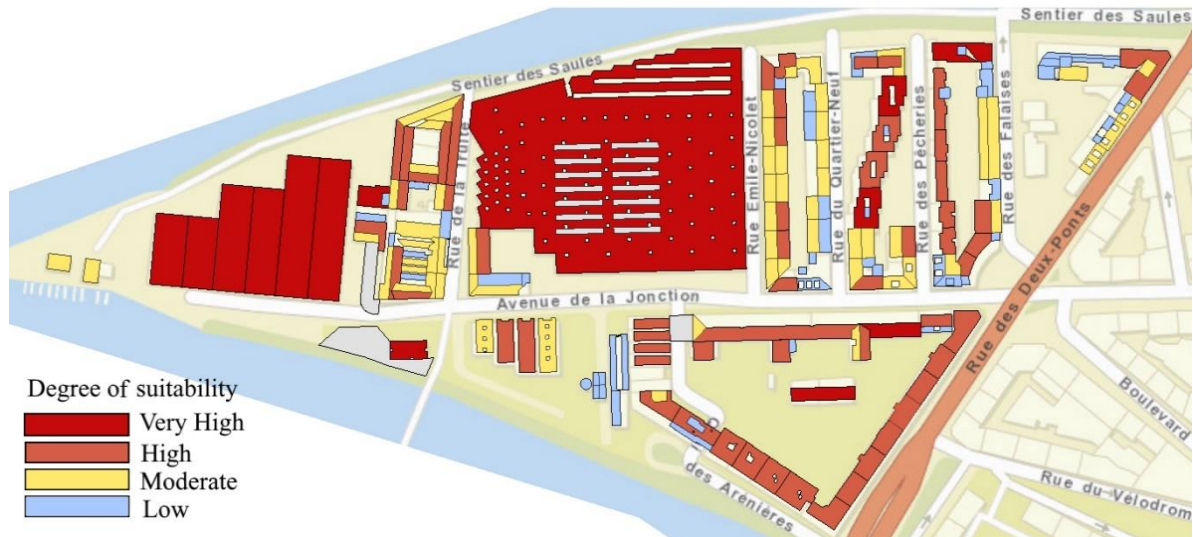 Sentier des Saules
Sentier des Saules
Rue de la Truite
Rue Emile-Nicolet
Rue du Quartier-Neuf
Rue des Pêcheries
Rue des Falaises
Rue des Deux-Ponts
Avenue de la Jonction
Boulevard
Rue du Vélodrom
des Arénières
Degree of suitability
Very High
High
Moderate
Low